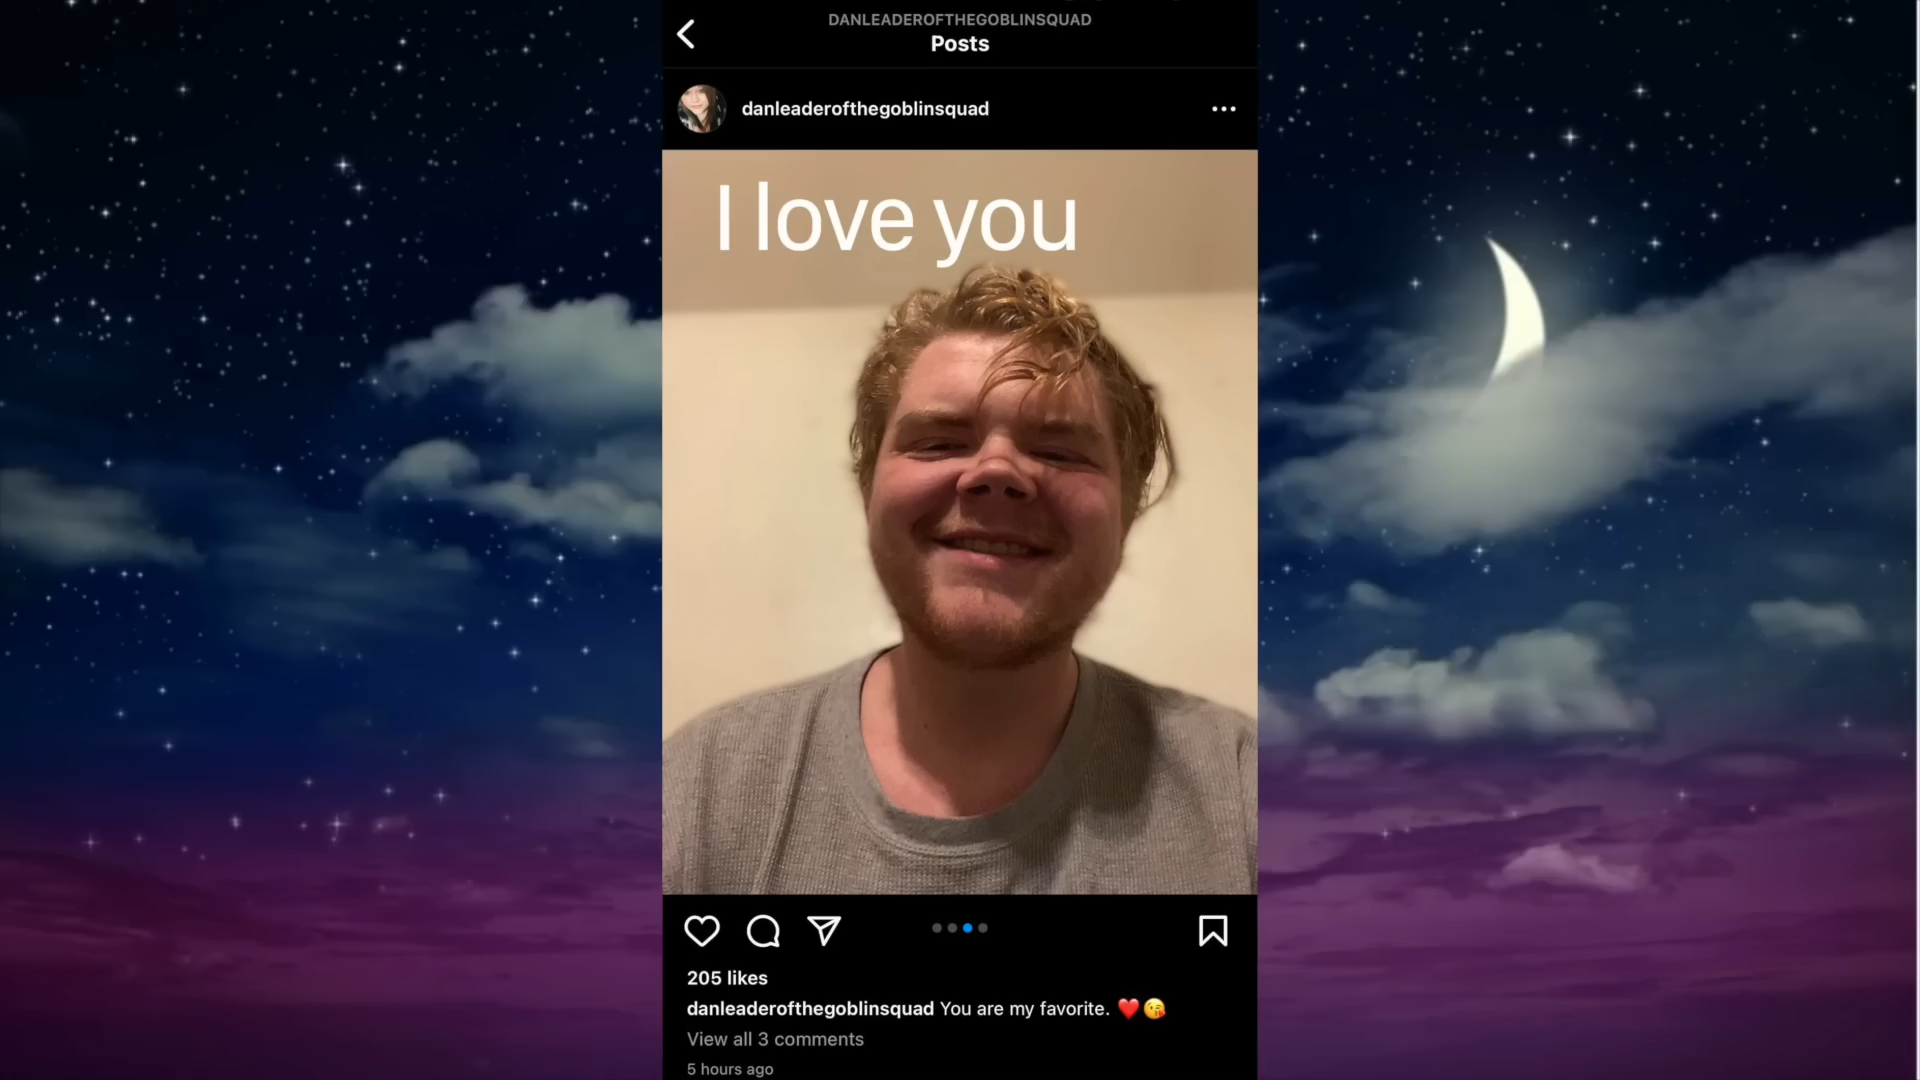 DANLEADEROFTHEGOBLINSQUAD
Posts
danleaderofthegoblinsquad
I love you
205 likes
danleaderofthegoblinsquad You are my favorite. ❤️😘
View all 3 comments
5 hours ago